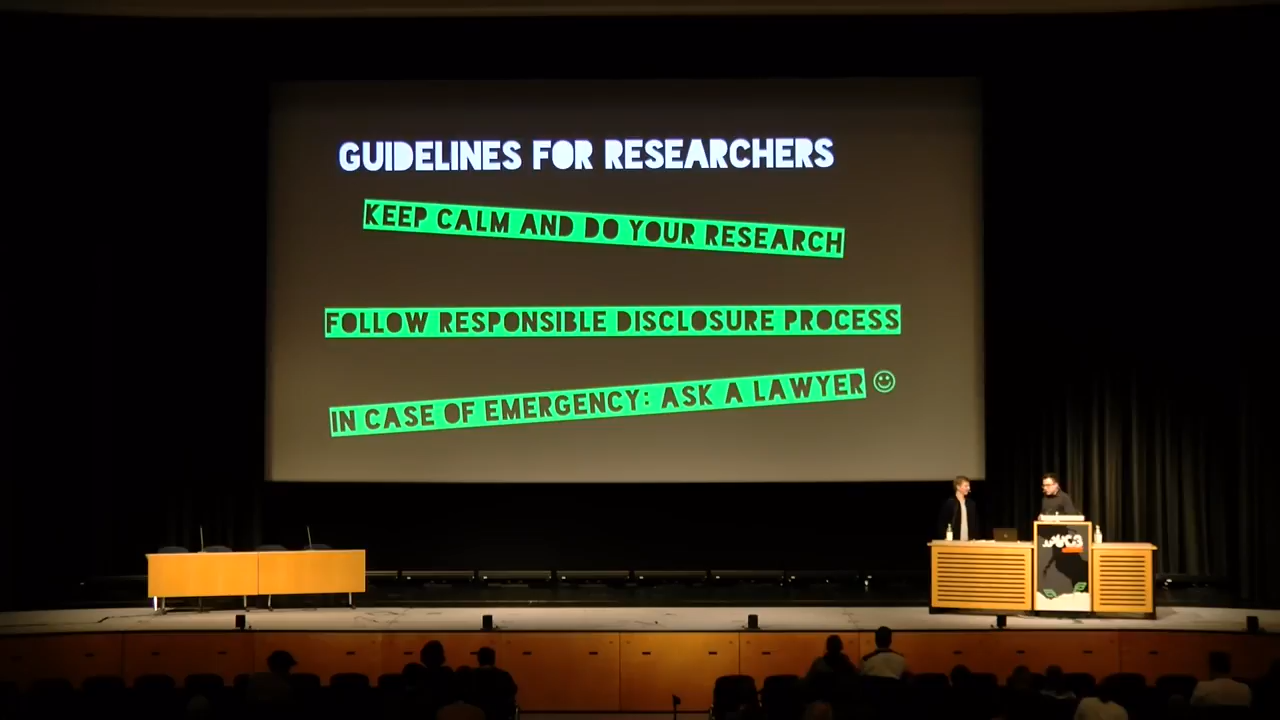 GUIDELINES FOR RESEARCHERS
KEEP CALM AND DO YOUR RESEARCH
FOLLOW RESPONSIBLE DISCLOSURE PROCESS
IN CASE OF EMERGENCY: ASK A LAWYER ☺